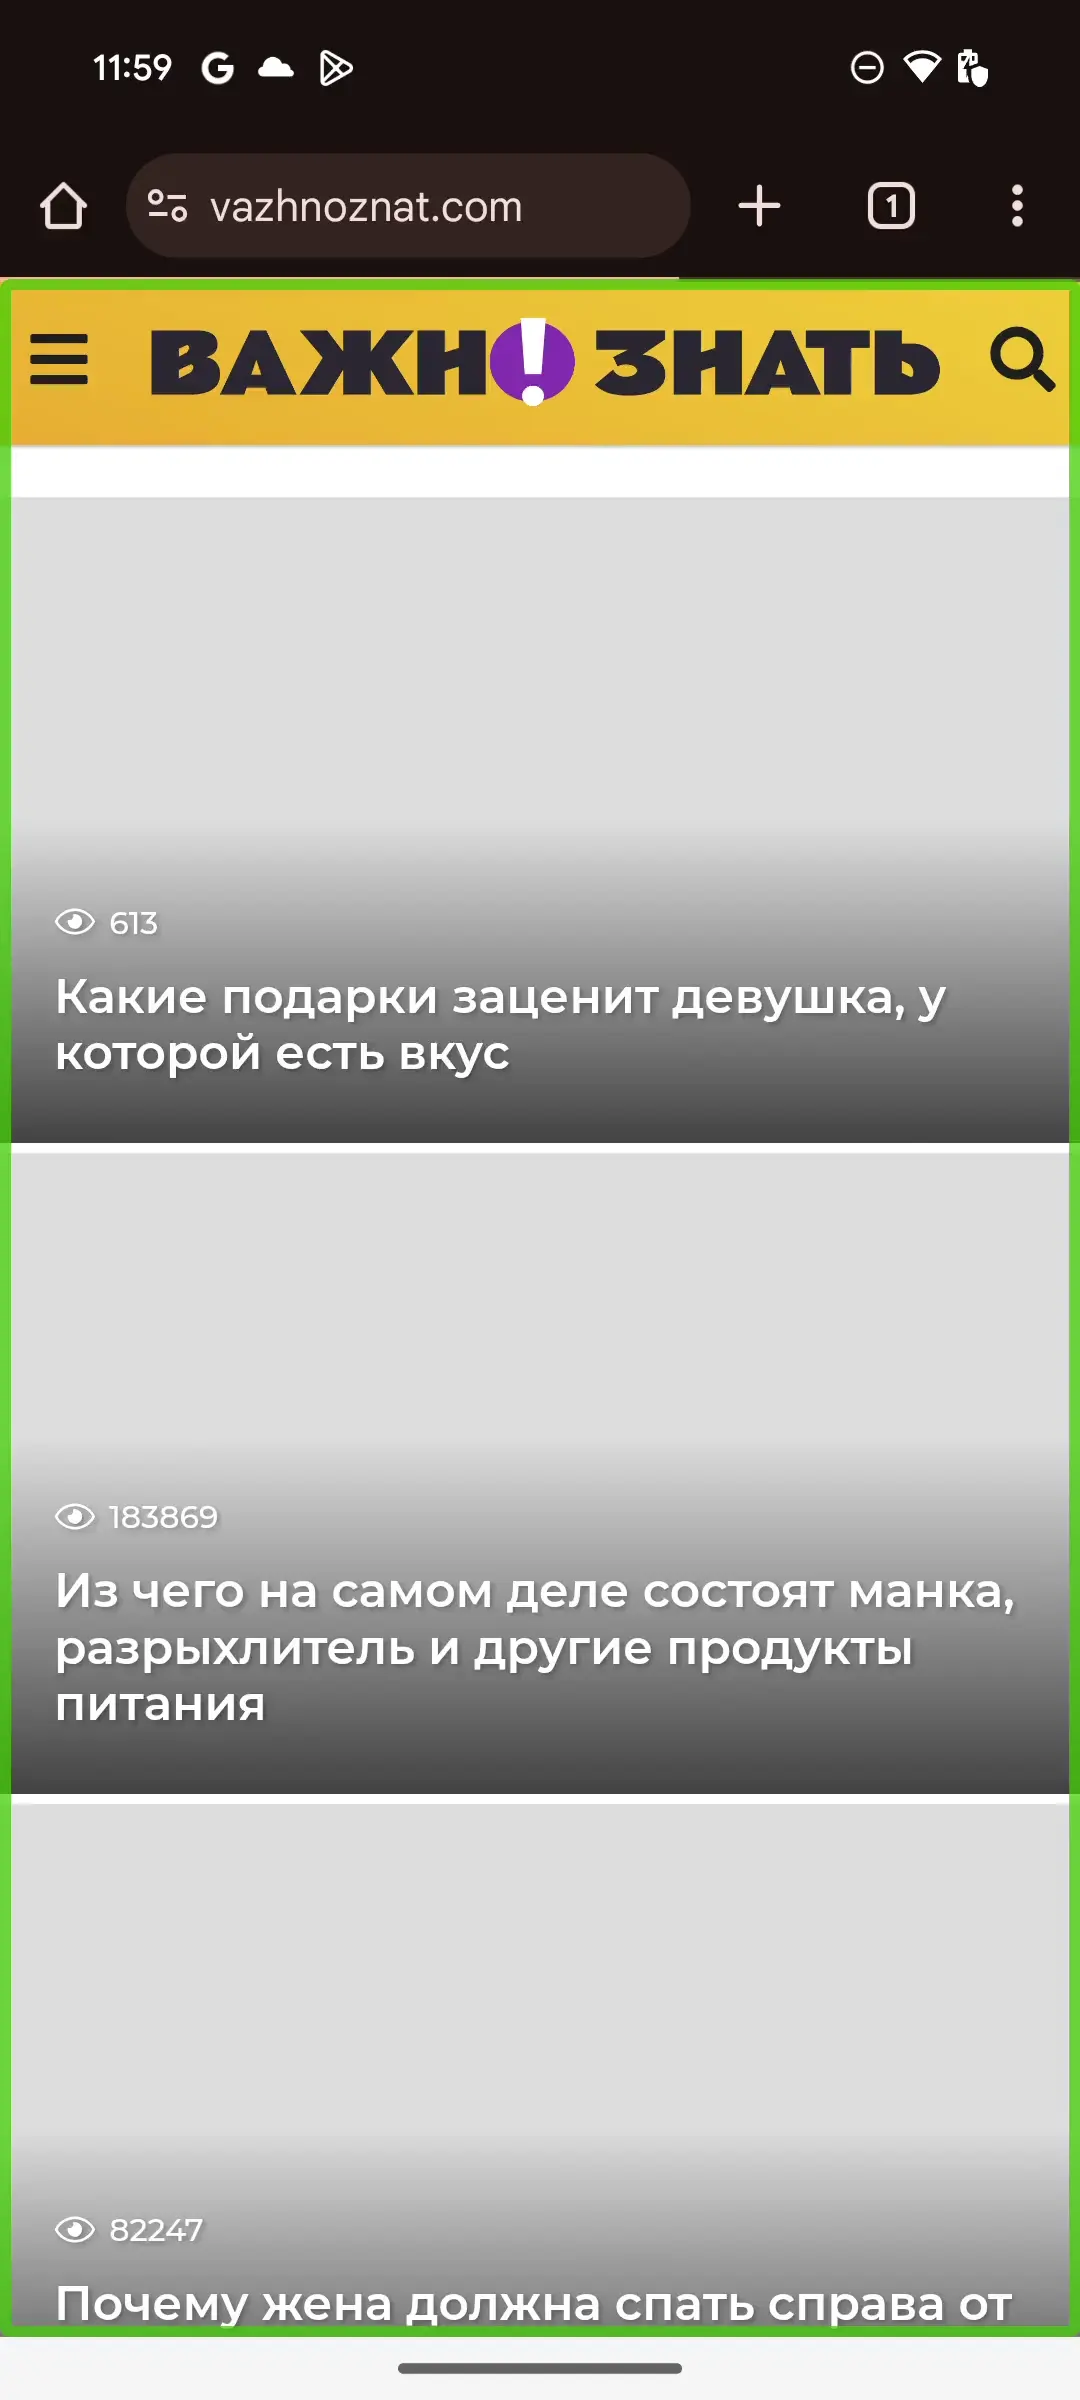 11:59
vazhnoznat.com
1
ВАЖН! ЗНАТЬ
613
Какие подарки заценит девушка, у
которой есть вкус
183869
Из чего на самом деле состоят манка,
разрыхлитель и другие продукты
питания
82247
Почему жена должна спать справа от